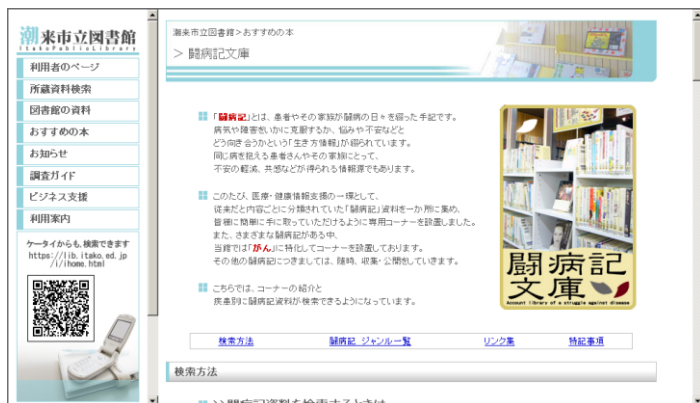 潮来市立図書館
Itako Public Library
利用者のページ
所蔵資料検索
図書館の資料
おすすめの本
お知らせ
調査ガイド
ビジネス支援
利用案内
ケータイからも、検索できます
https://lib.itako.ed.jp
/i/ihome.html
潮来市立図書館>おすすめの本
> 闘病記文庫
「闘病記」とは、患者やその家族が闘病の日々を綴った手記です。
病気や障害をいかに克服するか、悩みや不安などと
どう向き合うかという「生き方情報」が綴られています。
同じ病を抱える患者さんやその家族にとって、
不安の軽減、共感などが得られる情報源でもあります。
このたび、医療・健康情報支援の一環として、
従来だと内容ごとに分類されていた「闘病記」資料を一か所に集め、
皆様に簡単に手に取っていただけるように専用コーナーを設置しました。
また、さまざまな闘病記がある中、
当館では「がん」に特化してコーナーを設置しております。
その他の闘病記につきましては、随時、収集・公開をしていきます。
こちらでは、コーナーの紹介と
疾患別に闘病記資料が検索できるようになっています。
闘病記
文庫
Account library of a struggle against disease
検索方法 闘病記 ジャンル一覧 リンク集 特記事項
検索方法
>>闘病記資料を検索するときは